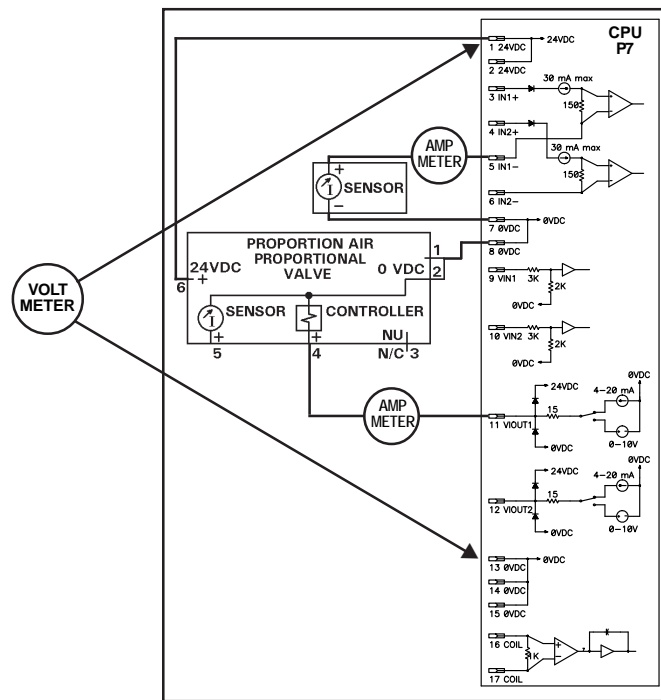 CPU
P7
1 24VDC
24VDC
2 24VDC
30 mA max
3 IN1+
150
4 IN2+
30 mA max
AMP
METER
5 IN1-
150
+
I
SENSOR
−
6 IN2-
7 0VDC
0VDC
8 0VDC
PROPORTION AIR
PROPORTIONAL
VALVE
1
2
24VDC
0 VDC
6
+
VOLT
METER
I
SENSOR
CONTROLLER
+
5
+
4
NU
N/C
3
9 VIN1
3K
2K
0VDC
10 VIN2
3K
2K
0VDC
AMP
METER
24VDC
0VDC
4-20 mA
15
11 VIOUT1
0VDC
0-10V
24VDC
0VDC
4-20 mA
15
12 VIOUT2
0VDC
0-10V
13 0VDC
0VDC
14 0VDC
15 0VDC
16 COIL
1K
+
−
17 COIL